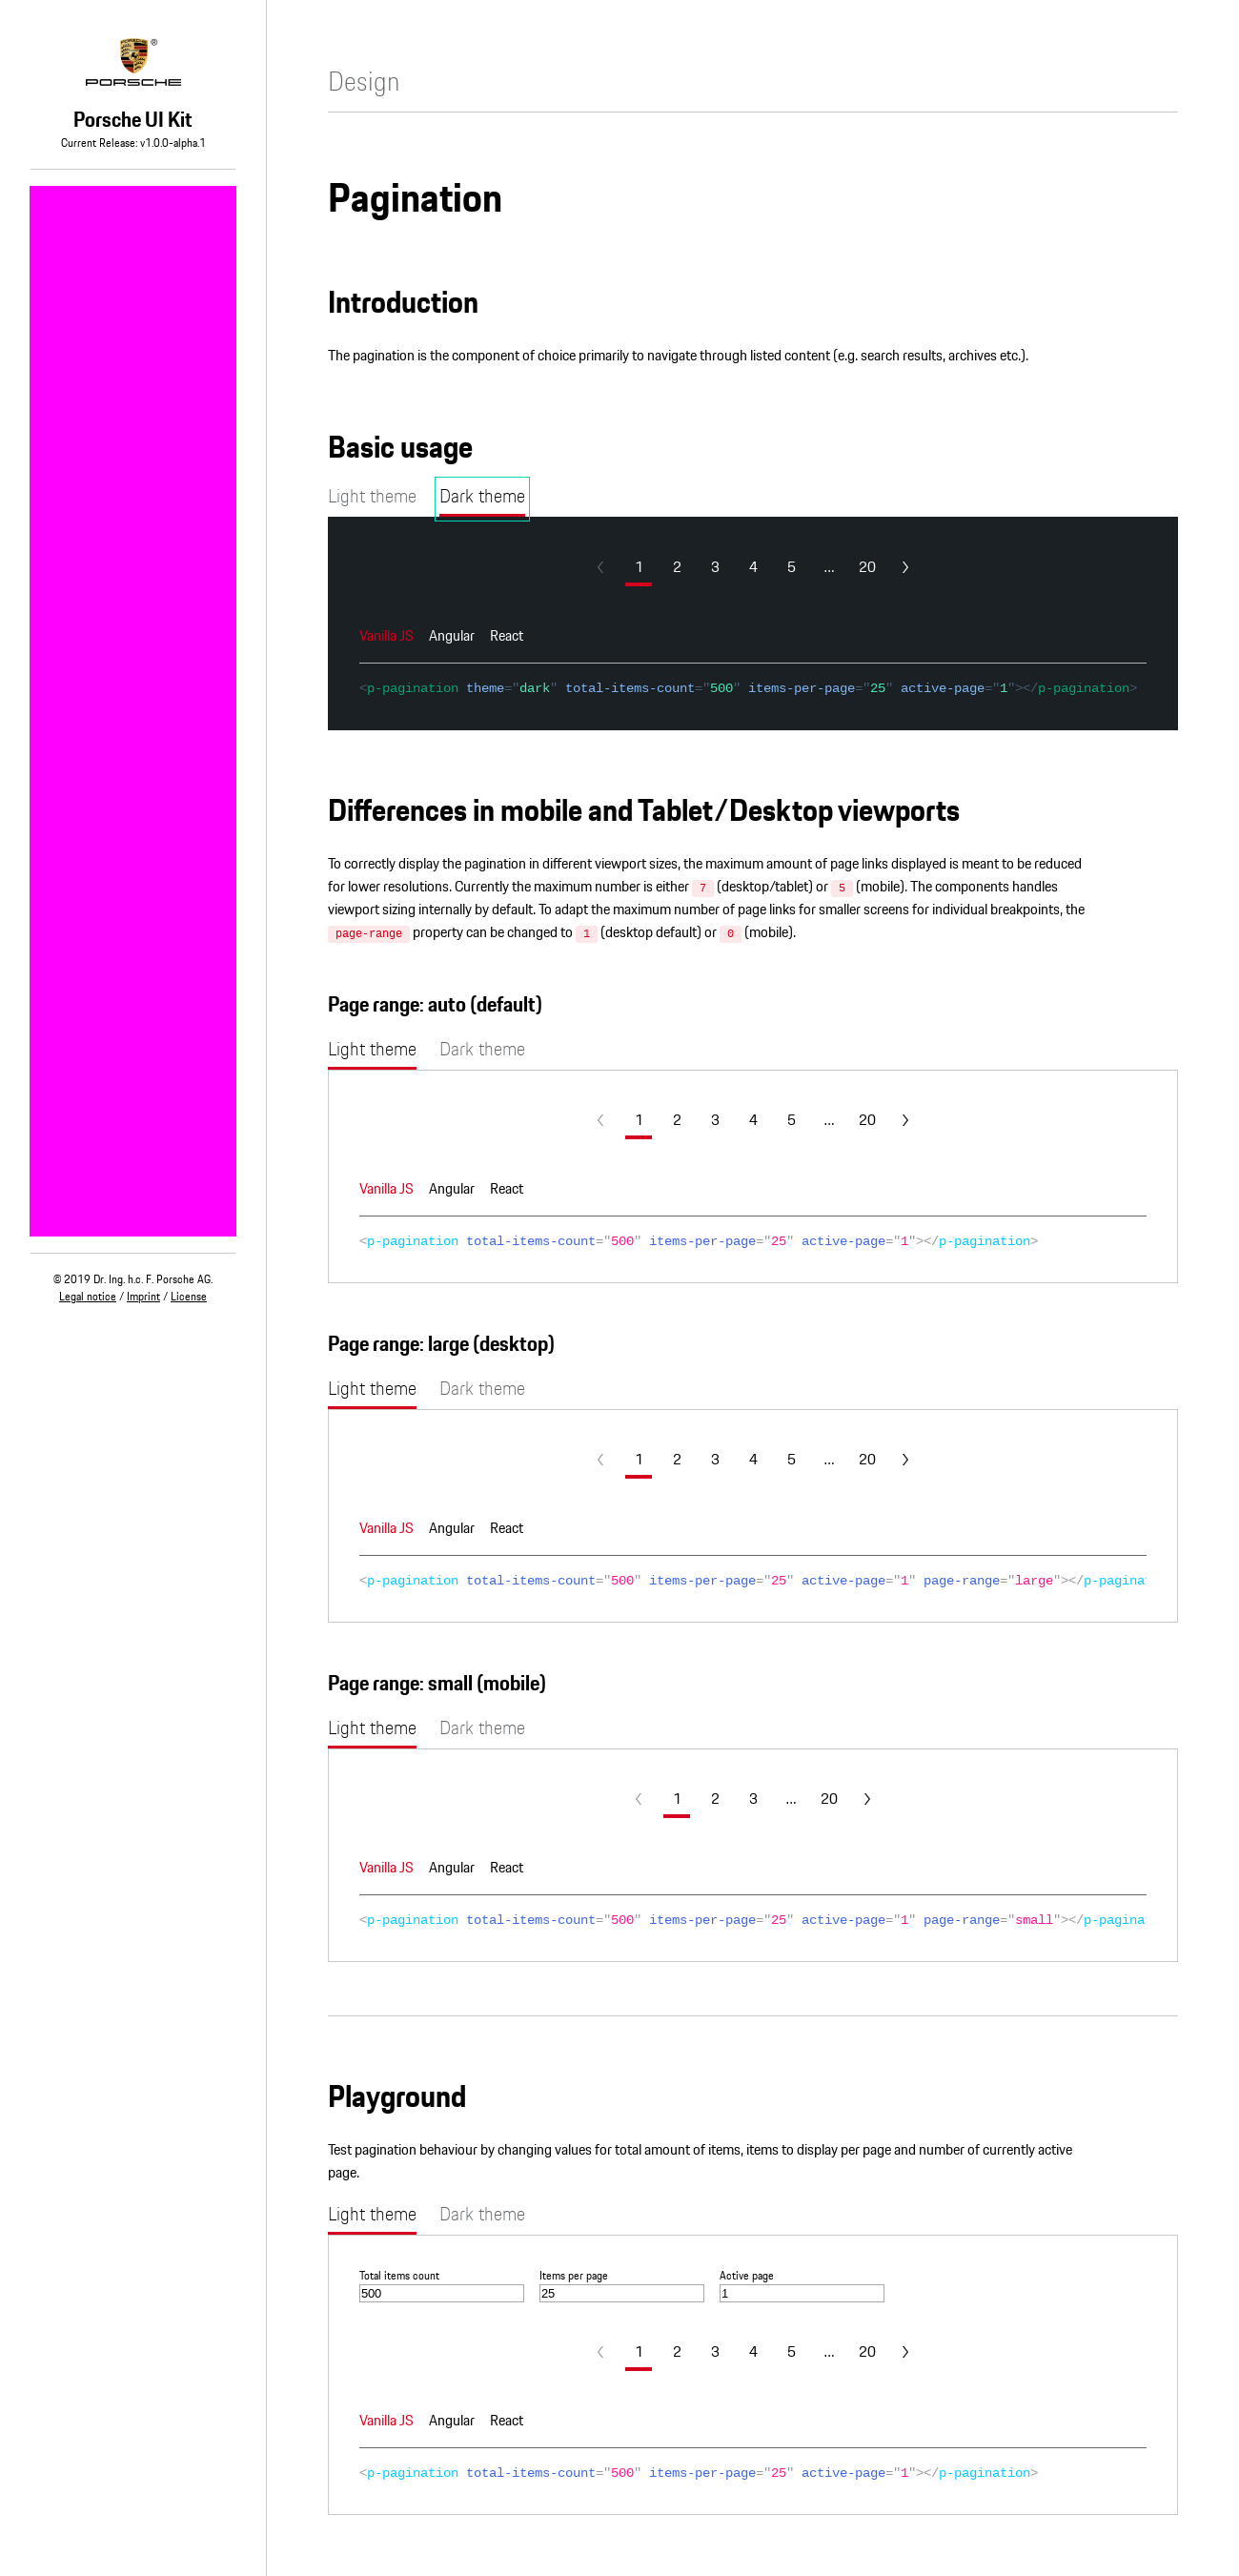 PORSCHE ®
Porsche UI Kit
Current Release: v1.0.0-alpha.1
© 2019 Dr. Ing. h.c. F. Porsche AG.
Legal notice / Imprint / License
Design
Pagination
Introduction
The pagination is the component of choice primarily to navigate through listed content (e.g. search results, archives etc.).
Basic usage
Light theme Dark theme
1 2 3 4 5 ... 20
Vanilla JS Angular React
<p-pagination theme="dark" total-items-count="500" items-per-page="25" active-page="1"></p-pagination>
Differences in mobile and Tablet/Desktop viewports
To correctly display the pagination in different viewport sizes, the maximum amount of page links displayed is meant to be reduced
for lower resolutions. Currently the maximum number is either 7 (desktop/tablet) or 5 (mobile). The components handles
viewport sizing internally by default. To adapt the maximum number of page links for smaller screens for individual breakpoints, the
page-range property can be changed to 1 (desktop default) or 0 (mobile).
Page range: auto (default)
Light theme Dark theme
1 2 3 4 5 ... 20
Vanilla JS Angular React
<p-pagination total-items-count="500" items-per-page="25" active-page="1"></p-pagination>
Page range: large (desktop)
Light theme Dark theme
1 2 3 4 5 ... 20
Vanilla JS Angular React
<p-pagination total-items-count="500" items-per-page="25" active-page="1" page-range="large"></p-paginat
Page range: small (mobile)
Light theme Dark theme
1 2 3 ... 20
Vanilla JS Angular React
<p-pagination total-items-count="500" items-per-page="25" active-page="1" page-range="small"></p-paginat
Playground
Test pagination behaviour by changing values for total amount of items, items to display per page and number of currently active
page.
Light theme Dark theme
Total items count Items per page Active page
500 25 1
1 2 3 4 5 ... 20
Vanilla JS Angular React
<p-pagination total-items-count="500" items-per-page="25" active-page="1"></p-pagination>